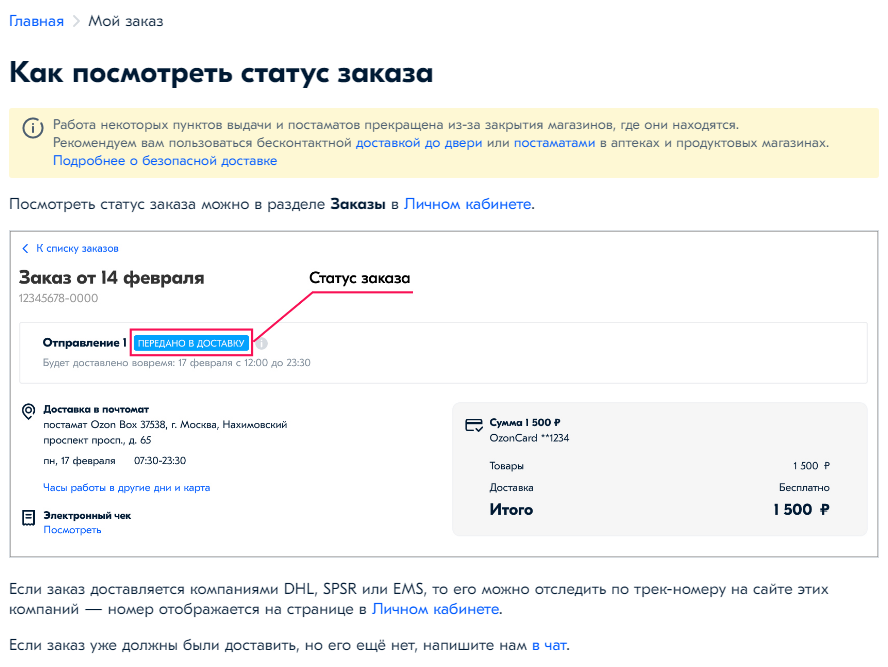 Главная > Мой заказ
Как посмотреть статус заказа
Работа некоторых пунктов выдачи и постаматов прекращена из-за закрытия магазинов, где они находятся.
Рекомендуем вам пользоваться бесконтактной доставкой до двери или постаматами в аптеках и продуктовых магазинах.
Подробнее о безопасной доставке
Посмотреть статус заказа можно в разделе Заказы в Личном кабинете.
К списку заказов
Заказ от 14 февраля
12345678-0000
Статус заказа
Отправление 1 ПЕРЕДАНО В ДОСТАВКУ
Будет доставлено вовремя: 17 февраля с 12:00 до 23:30
Доставка в почтомат
постамат Ozon Box 37538, г. Москва, Нахимовский
проспект просп., д. 65
пн, 17 февраля 07:30-23:30
Часы работы в другие дни и карта
Электронный чек
Посмотреть
Сумма 1 500 ₽
OzonCard **1234
Товары 1 500 ₽
Доставка Бесплатно
Итого 1 500 ₽
Если заказ доставляется компаниями DHL, SPSR или EMS, то его можно отследить по трек-номеру на сайте этих
компаний — номер отображается на странице в Личном кабинете.
Если заказ уже должны были доставить, но его ещё нет, напишите нам в чат.